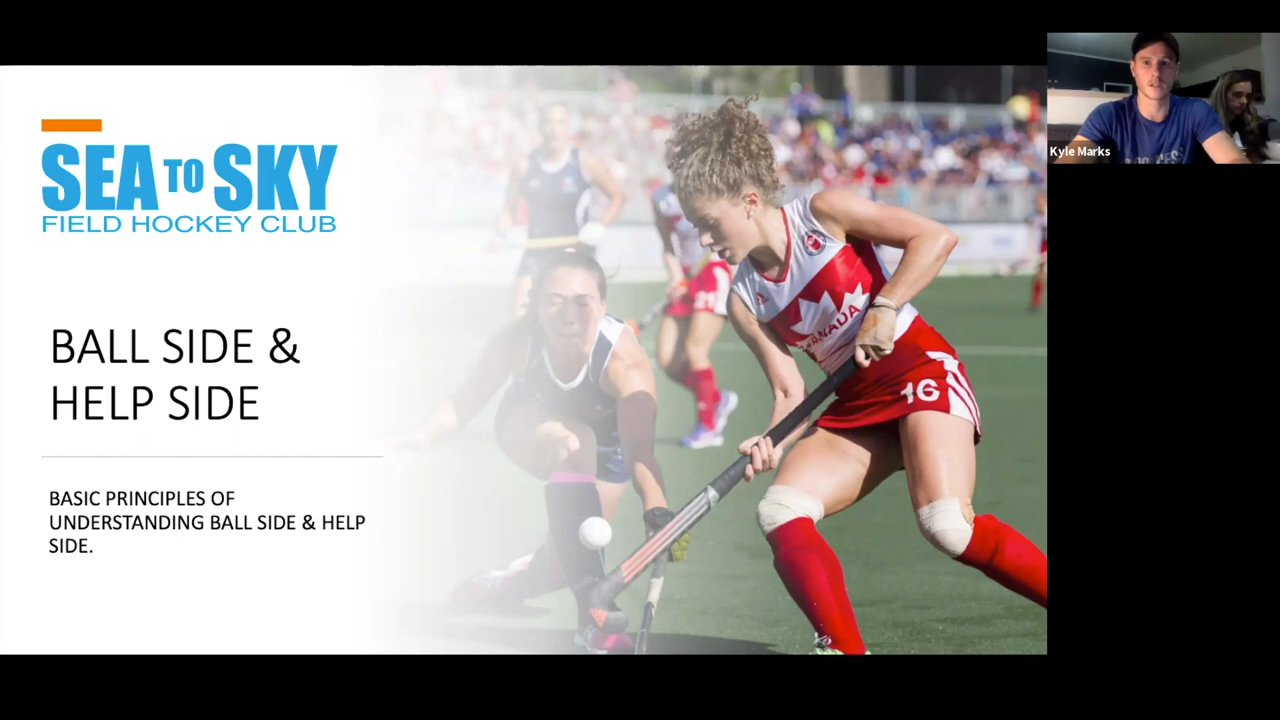 SEA TO SKY
FIELD HOCKEY CLUB
BALL SIDE &
HELP SIDE
BASIC PRINCIPLES OF
UNDERSTANDING BALL SIDE & HELP
SIDE.
CANADA
16
21
Kyle Marks